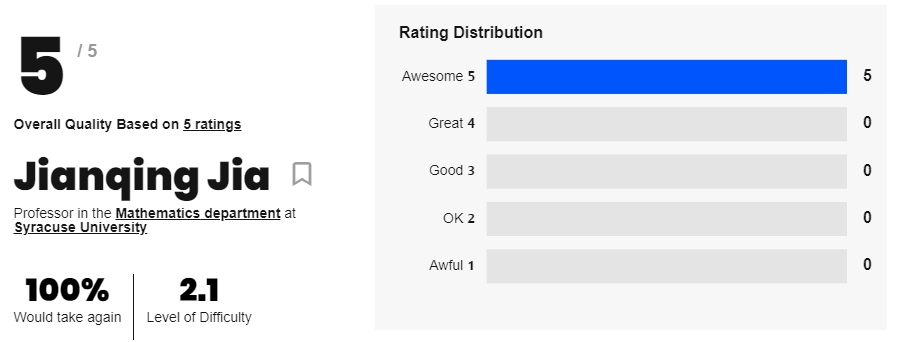 5 / 5
Overall Quality Based on 5 ratings
Jianqing Jia
Professor in the Mathematics department at
Syracuse University
100%
Would take again
2.1
Level of Difficulty
Rating Distribution
Awesome 5 5
Great 4 0
Good 3 0
OK 2 0
Awful 1 0